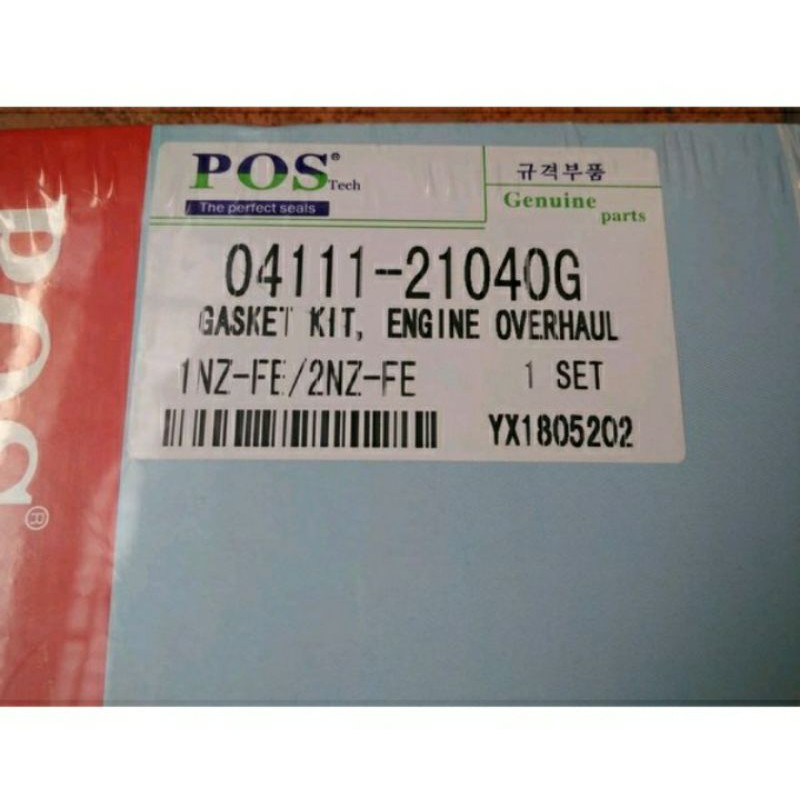 POS®
Tech
The perfect seals
규격부품
Genuine
parts
04111-21040G
GASKET KIT, ENGINE OVERHAUL
1NZ-FE/2NZ-FE 1 SET
YX1805202
POS®